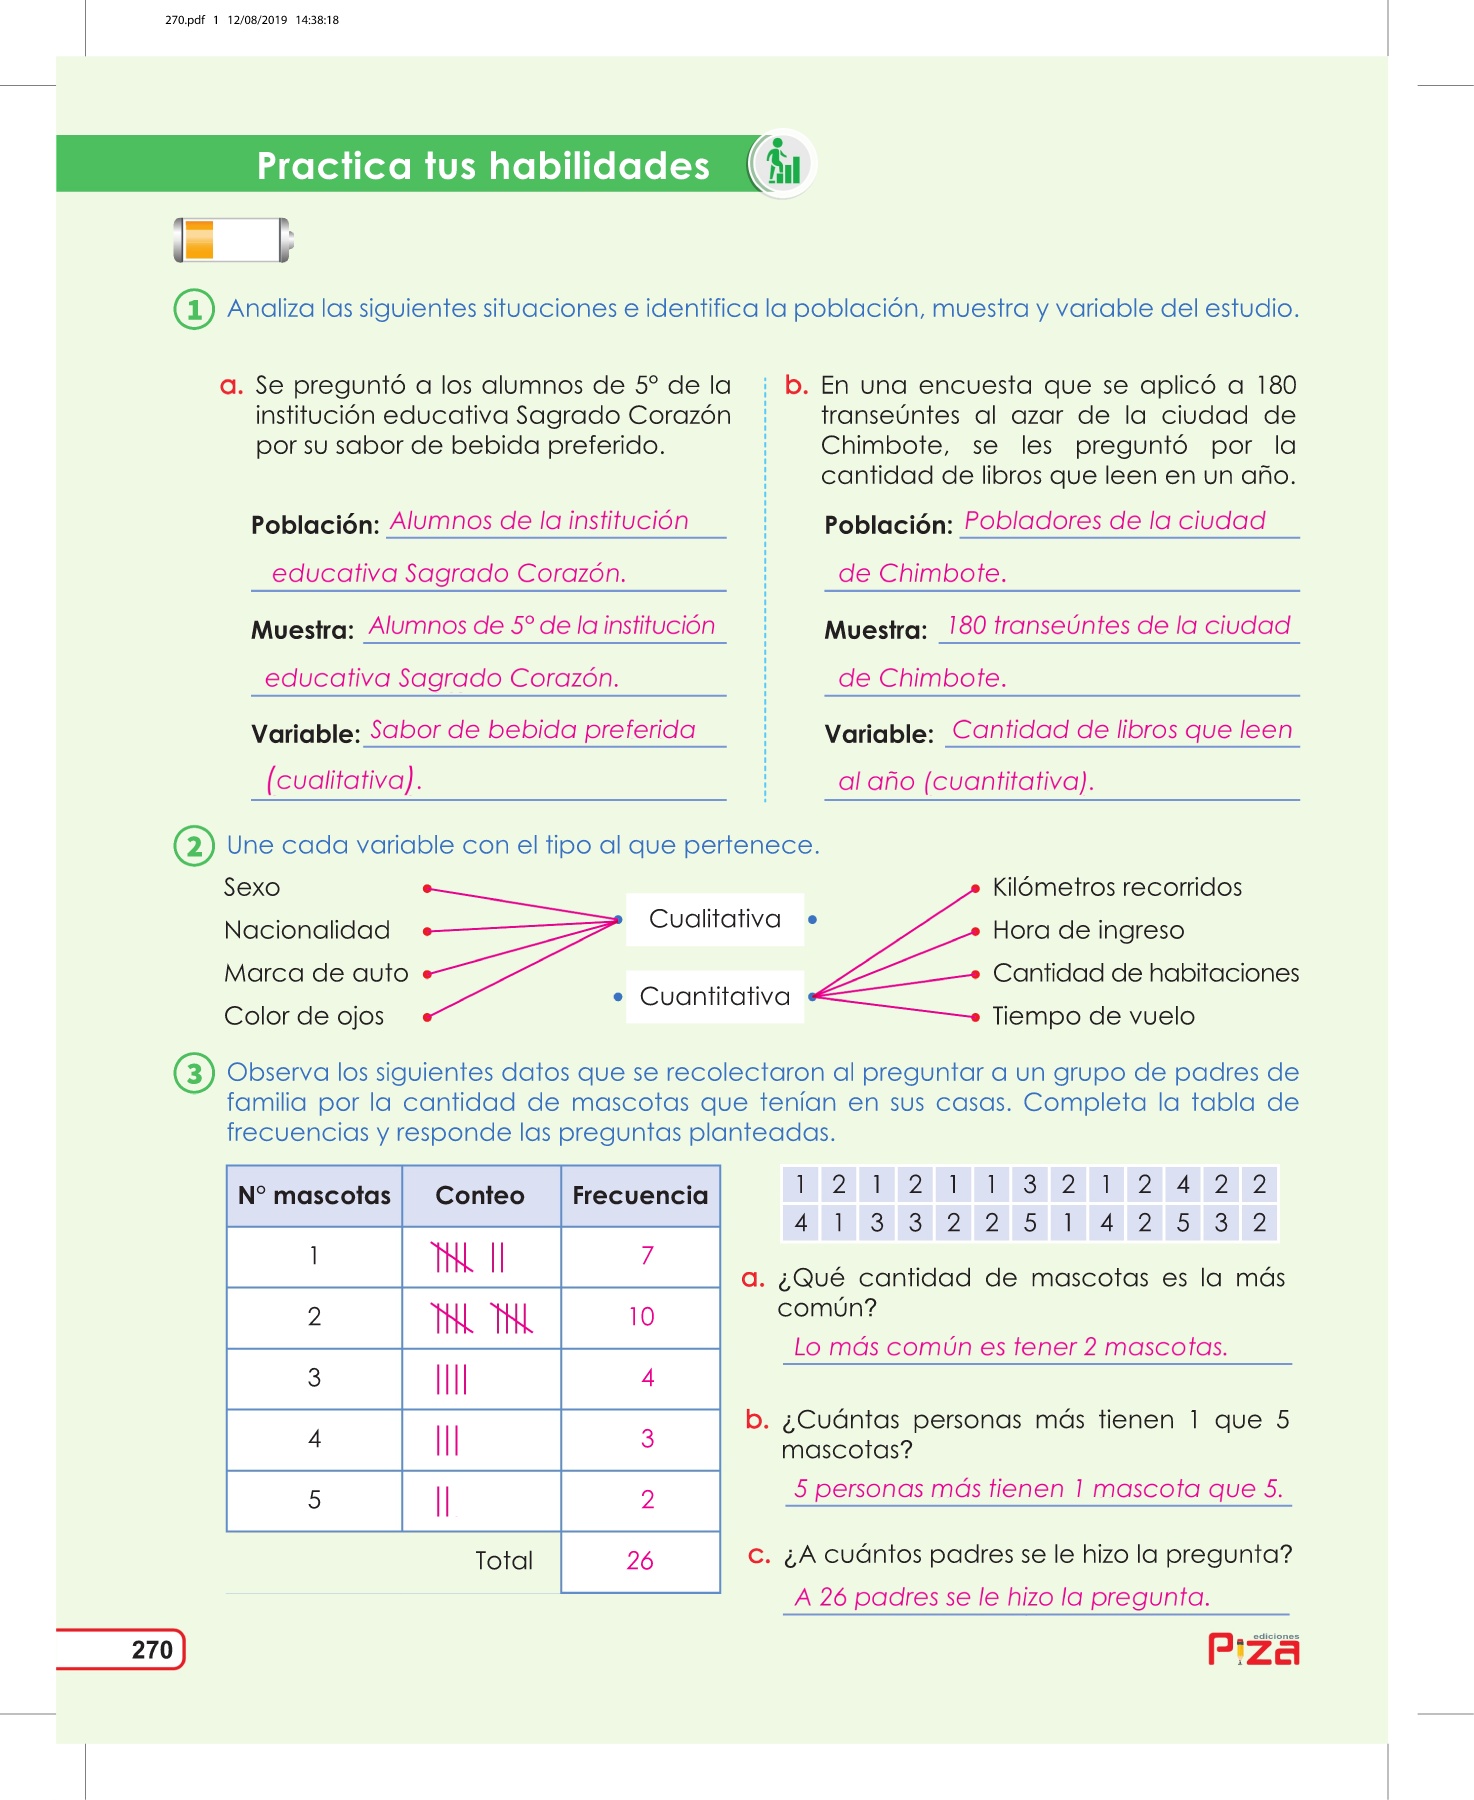 270.pdf 1 12/08/2019 14:38:18
Practica tus habilidades
1 Analiza las siguientes situaciones e identifica la población, muestra y variable del estudio.
a. Se preguntó a los alumnos de 5° de la
institución educativa Sagrado Corazón
por su sabor de bebida preferido.
Población: Alumnos de la institución
educativa Sagrado Corazón.
Muestra: Alumnos de 5° de la institución
educativa Sagrado Corazón.
Variable: Sabor de bebida preferida
(cualitativa).
b. En una encuesta que se aplicó a 180
transeúntes al azar de la ciudad de
Chimbote, se les preguntó por la
cantidad de libros que leen en un año.
Población: Pobladores de la ciudad
de Chimbote.
Muestra: 180 transeúntes de la ciudad
de Chimbote.
Variable: Cantidad de libros que leen
al año (cuantitativa).
2 Une cada variable con el tipo al que pertenece.
Sexo
Nacionalidad
Marca de auto
Color de ojos
Cualitativa
Cuantitativa
Kilómetros recorridos
Hora de ingreso
Cantidad de habitaciones
Tiempo de vuelo
3 Observa los siguientes datos que se recolectaron al preguntar a un grupo de padres de
familia por la cantidad de mascotas que tenían en sus casas. Completa la tabla de
frecuencias y responde las preguntas planteadas.
N° mascotas Conteo Frecuencia
1 7
2 10
3 4
4 3
5 2
Total 26
1 2 1 2 1 1 3 2 1 2 4 2 2
4 1 3 3 2 2 5 1 4 2 5 3 2
a. ¿Qué cantidad de mascotas es la más
común?
Lo más común es tener 2 mascotas.
b. ¿Cuántas personas más tienen 1 que 5
mascotas?
5 personas más tienen 1 mascota que 5.
c. ¿A cuántos padres se le hizo la pregunta?
A 26 padres se le hizo la pregunta.
270
ediciones
Piza